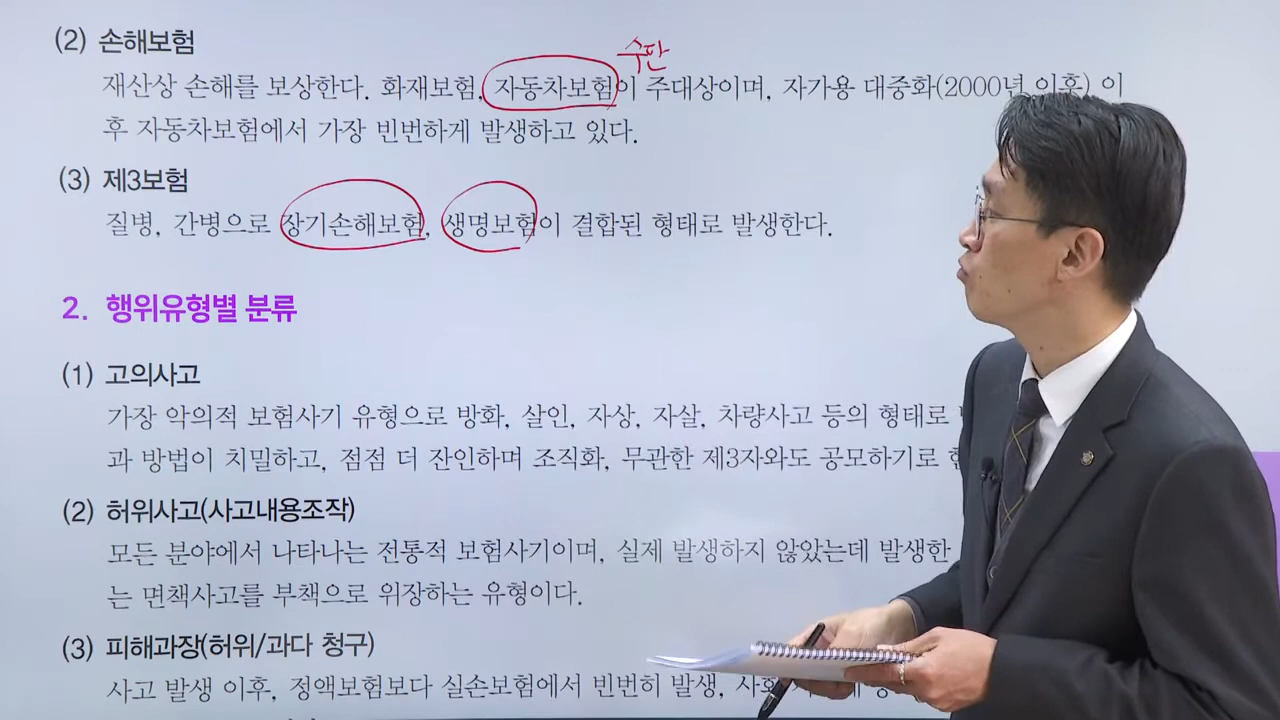 (2) 손해보험
수단
재산상 손해를 보상한다. 화재보험, 자동차보험이 주대상이며, 자가용 대중화(2000년 이후) 이
후 자동차보험에서 가장 빈번하게 발생하고 있다.
(3) 제3보험
질병, 간병으로 장기손해보험, 생명보험이 결합된 형태로 발생한다.
2. 행위유형별 분류
(1) 고의사고
가장 악의적 보험사기 유형으로 방화, 살인, 자상, 자살, 차량사고 등의 형태로
과 방법이 치밀하고, 점점 더 잔인하며 조직화, 무관한 제3자와도 공모하기로
(2) 허위사고(사고내용조작)
모든 분야에서 나타나는 전통적 보험사기이며, 실제 발생하지 않았는데 발생한
는 면책사고를 부책으로 위장하는 유형이다.
(3) 피해과장(허위/과다 청구)
사고 발생 이후, 정액보험보다 실손보험에서 빈번히 발생,